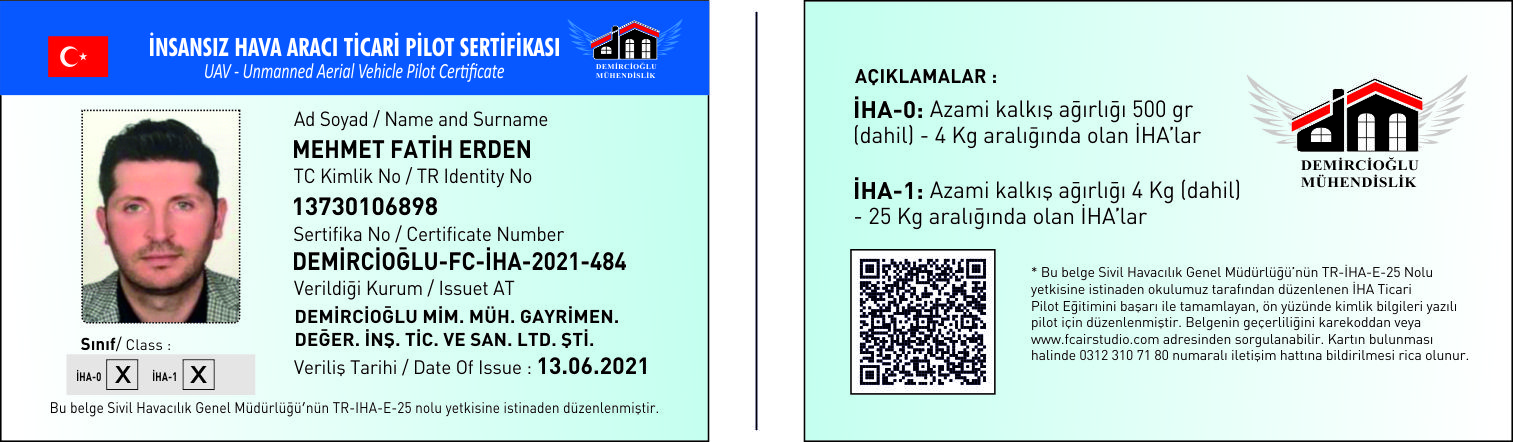 İNSANSIZ HAVA ARACI TİCARİ PİLOT SERTİFİKASI
UAV - Unmanned Aerial Vehicle Pilot Certificate
DEMİRCİOĞLU
MÜHENDİSLİK
Ad Soyad / Name and Surname
MEHMET FATİH ERDEN
TC Kimlik No / TR Identity No
13730106898
Sertifika No / Certificate Number
DEMİRCİOĞLU-FC-İHA-2021-484
Verildiği Kurum / Issuet AT
DEMİRCİOĞLU MİM. MÜH. GAYRİMEN.
DEĞER. İNŞ. TİC. VE SAN. LTD. ŞTİ.
Veriliş Tarihi / Date Of Issue : 13.06.2021
Sınıf/ Class :
İHA-0 X İHA-1 X
Bu belge Sivil Havacılık Genel Müdürlüğü'nün TR-IHA-E-25 nolu yetkisine istinaden düzenlenmiştir.
AÇIKLAMALAR :
İHA-0: Azami kalkış ağırlığı 500 gr
(dahil) - 4 Kg aralığında olan İHA'lar
İHA-1: Azami kalkış ağırlığı 4 Kg (dahil)
- 25 Kg aralığında olan İHA'lar
DEMİRCİOĞLU
MÜHENDİSLİK
* Bu belge Sivil Havacılık Genel Müdürlüğü'nün TR-İHA-E-25 Nolu
yetkisine istinaden okulumuz tarafından düzenlenen İHA Ticari
Pilot Eğitimini başarı ile tamamlayan, ön yüzünde kimlik bilgileri yazılı
pilot için düzenlenmiştir. Belgenin geçerliliğini karekoddan veya
www.fcairstudio.com adresinden sorgulanabilir. Kartın bulunması
halinde 0312 310 71 80 numaralı iletişim hattına bildirilmesi rica olunur.